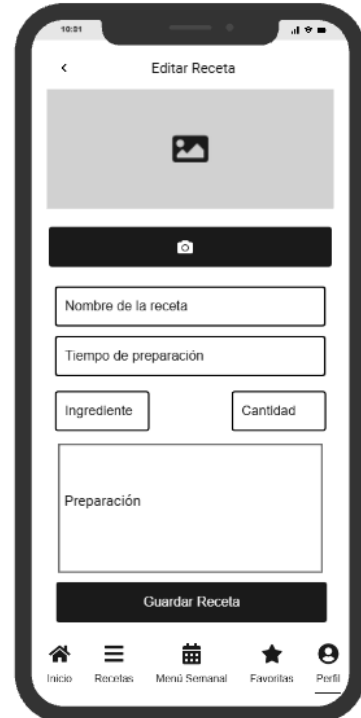 10:31
Editar Receta
Nombre de la receta
Tiempo de preparación
Ingrediente
Cantidad
Preparación
Guardar Receta
Inicio Recetas Menú Semanal Favoritas Perfil